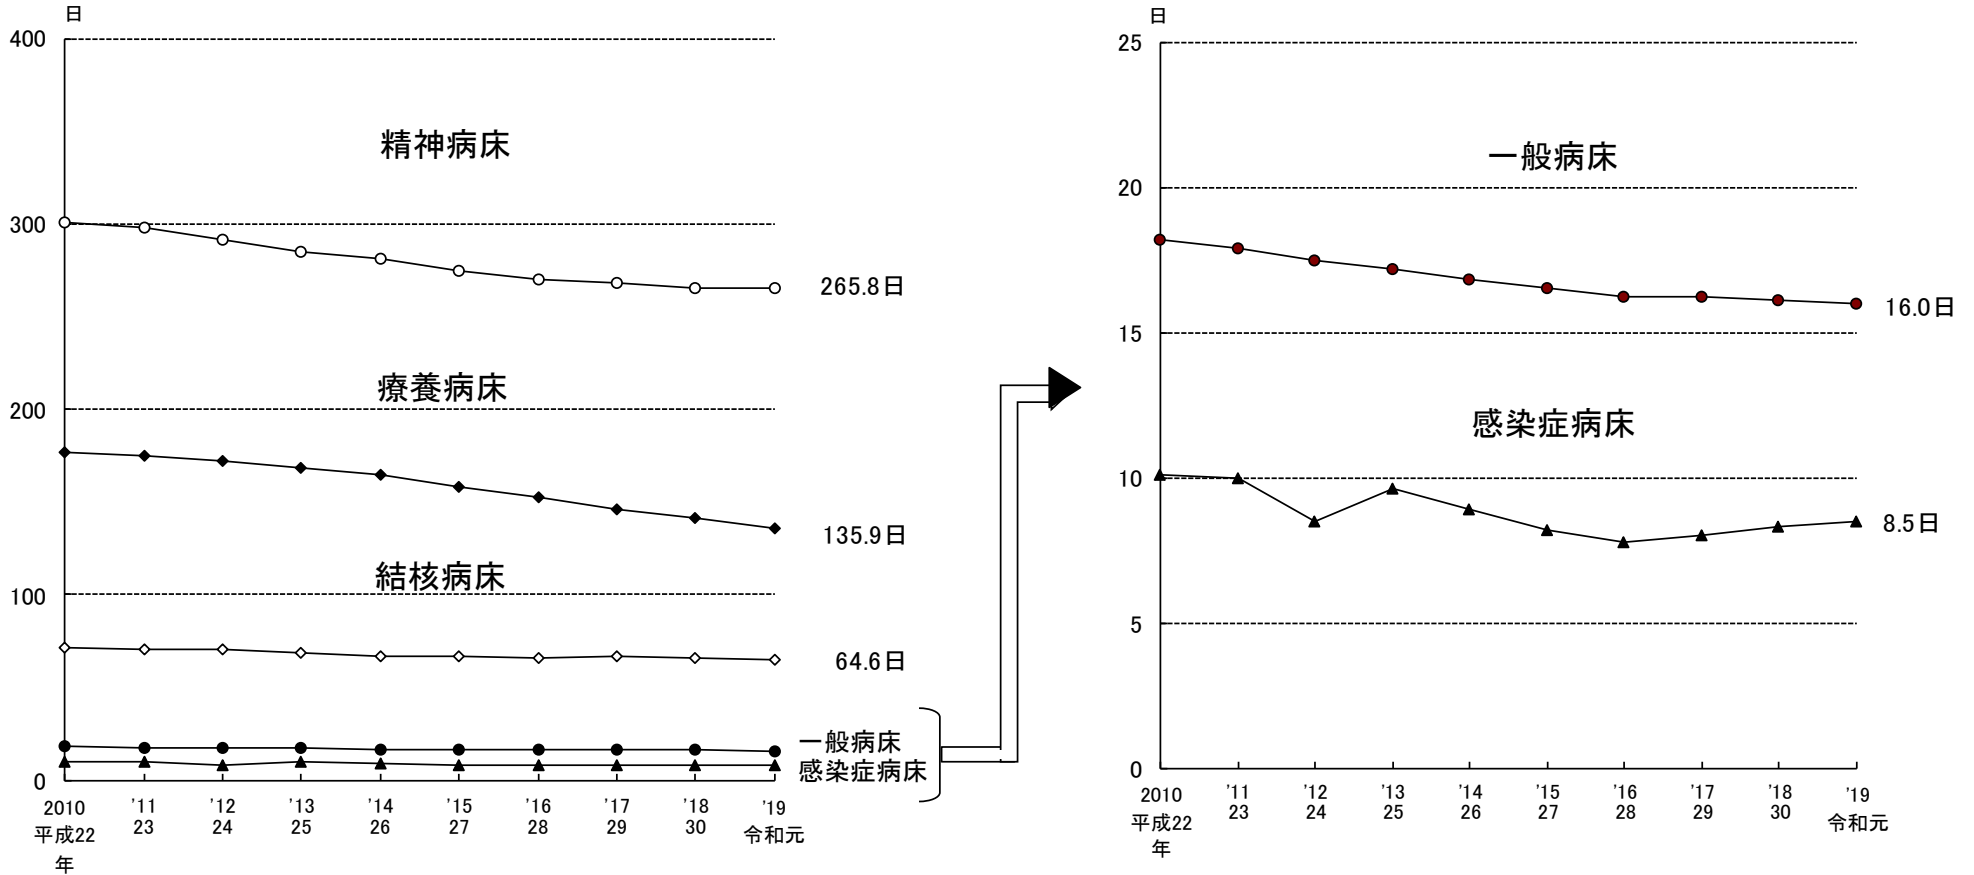 日
400
300
200
100
0
精神病床
療養病床
結核病床
265.8日
135.9日
64.6日
一般病床
感染症病床
2010 '11 '12 '13 '14 '15 '16 '17 '18 '19
平成22 23 24 25 26 27 28 29 30 令和元
年
日
25
20
15
10
5
0
一般病床
感染症病床
16.0日
8.5日
2010 '11 '12 '13 '14 '15 '16 '17 '18 '19
平成22 23 24 25 26 27 28 29 30 令和元
年